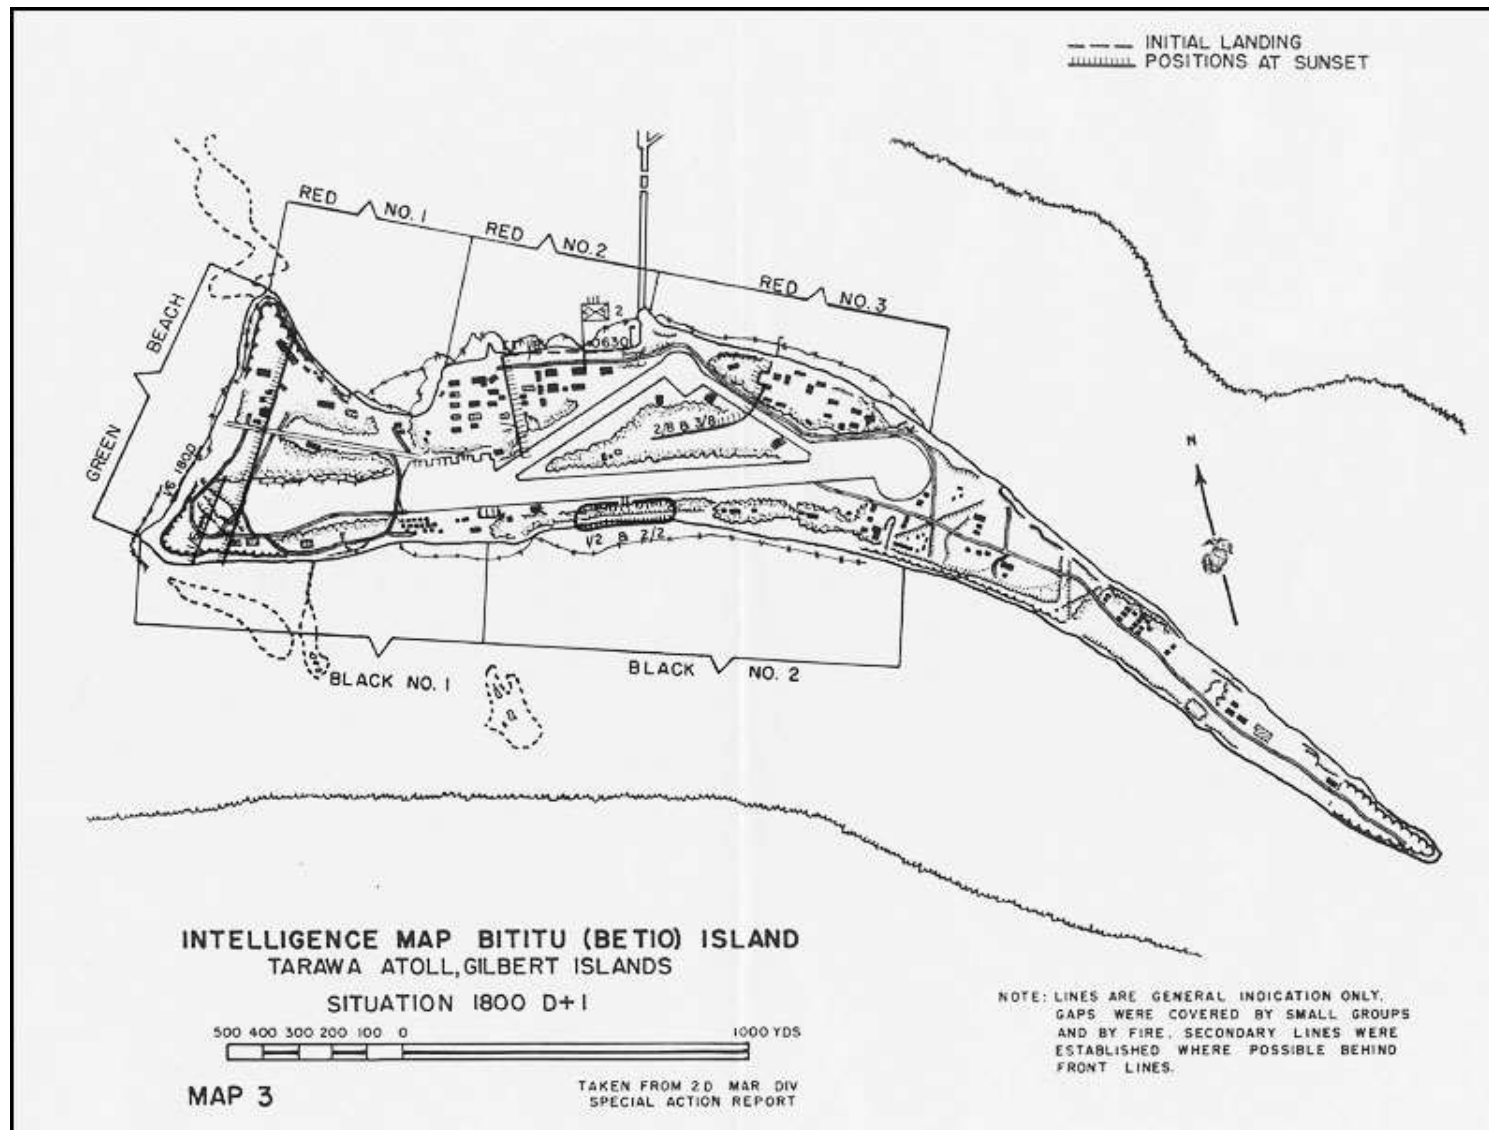 INITIAL LANDING
POSITIONS AT SUNSET
RED NO. 1
RED NO. 2
RED NO. 3
GREEN BEACH
2
0630
2/8 & 3/8
1/6 1800
1/2 & 2/2
N
BLACK NO. 1
BLACK NO. 2
INTELLIGENCE MAP BITITU (BETIO) ISLAND
TARAWA ATOLL, GILBERT ISLANDS
SITUATION 1800 D+1
500 400 300 200 100 0 1000 YDS
MAP 3
TAKEN FROM 2D MAR DIV
SPECIAL ACTION REPORT
NOTE: LINES ARE GENERAL INDICATION ONLY.
GAPS WERE COVERED BY SMALL GROUPS
AND BY FIRE. SECONDARY LINES WERE
ESTABLISHED WHERE POSSIBLE BEHIND
FRONT LINES.